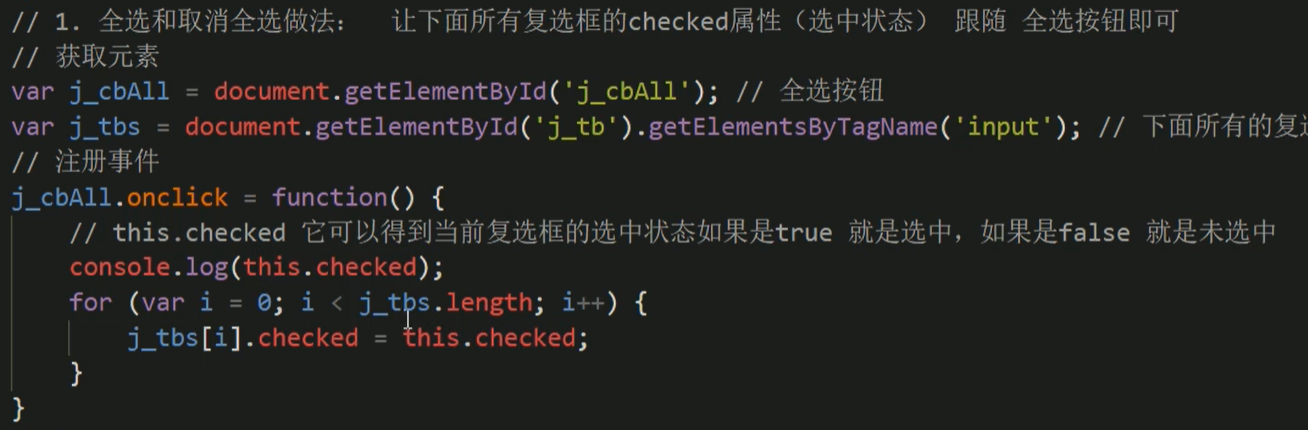 // 1. 全选和取消全选做法：  让下面所有复选框的checked属性（选中状态） 跟随 全选按钮即可
// 获取元素
var j_cbAll = document.getElementById('j_cbAll'); // 全选按钮
var j_tbs = document.getElementById('j_tb').getElementsByTagName('input'); // 下面所有的复
// 注册事件
j_cbAll.onclick = function() {
    // this.checked 它可以得到当前复选框的选中状态如果是true 就是选中，如果是false 就是未选中
    console.log(this.checked);
    for (var i = 0; i < j_tbs.length; i++) {
        j_tbs[i].checked = this.checked;
    }
}